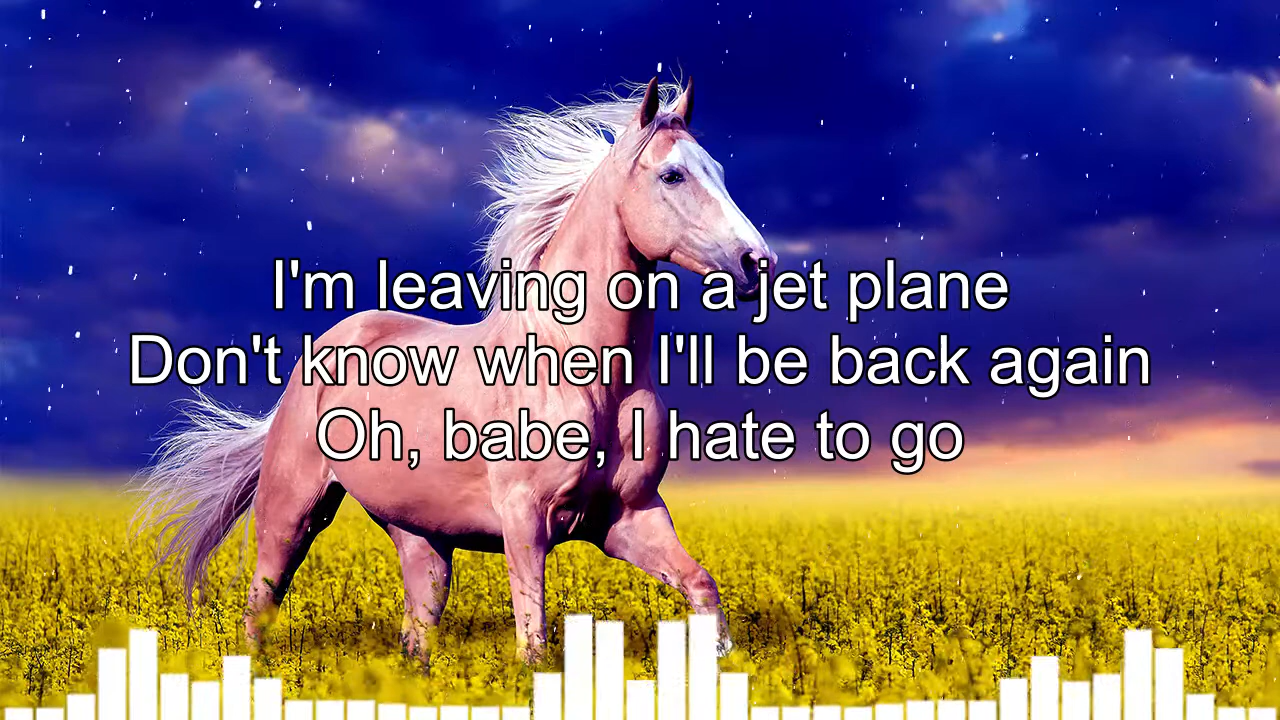 I'm leaving on a jet plane
Don't know when I'll be back again
Oh, babe, I hate to go